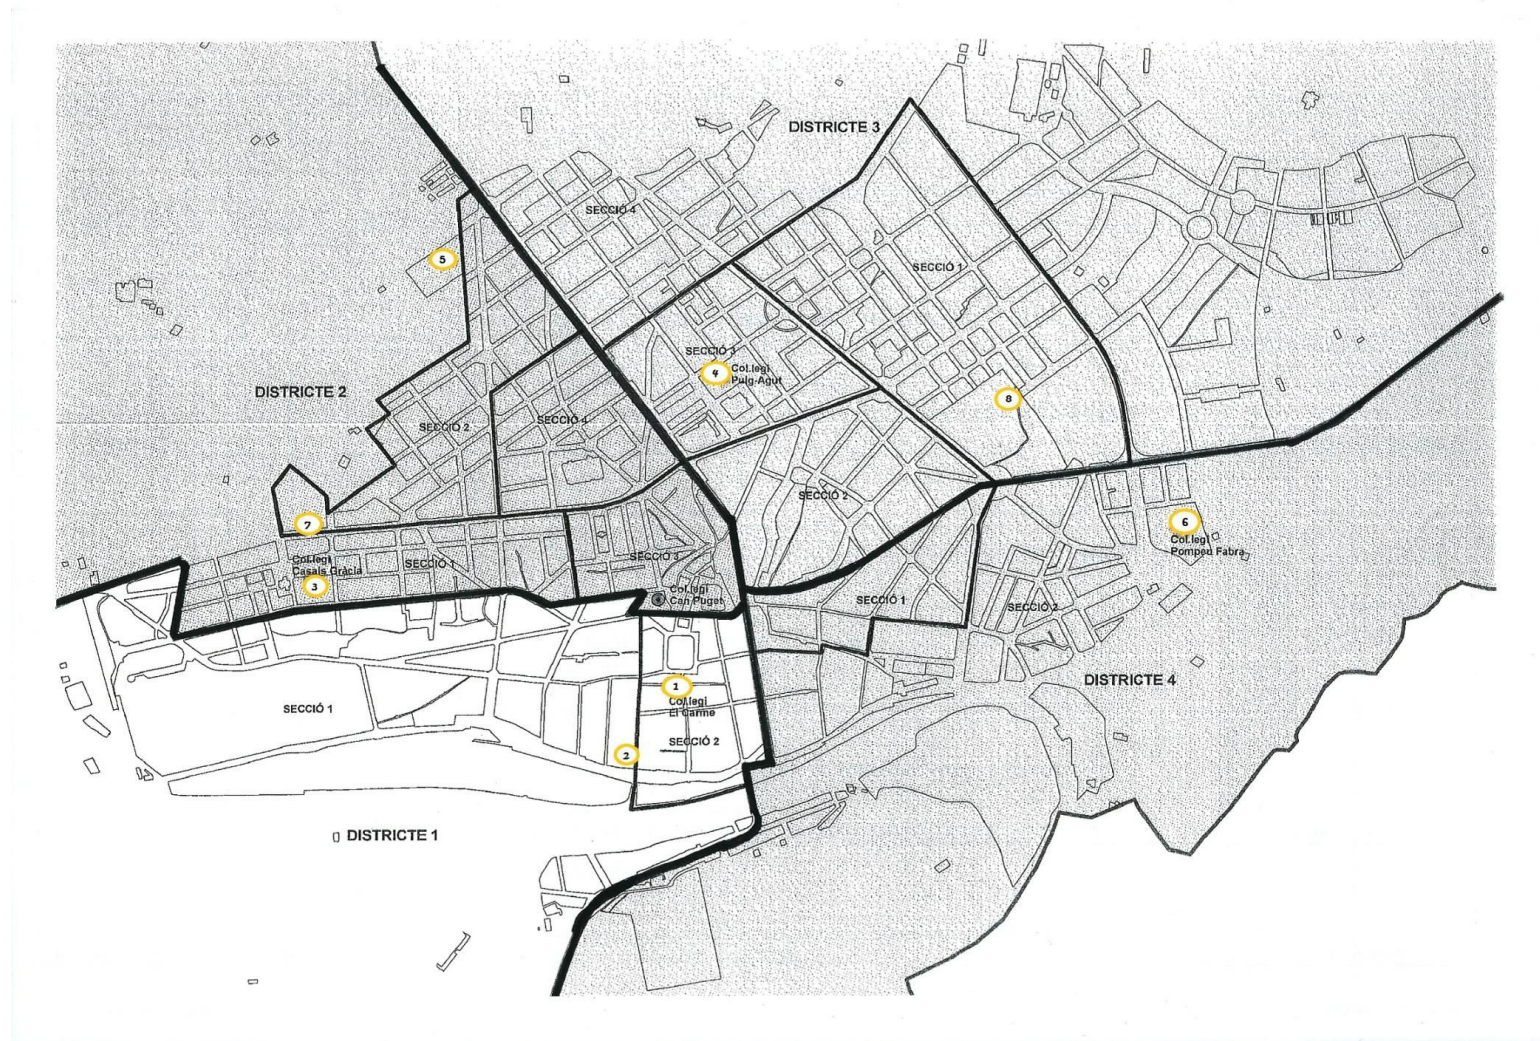 DISTRICTE 3
SECCIÓ 4
5
SECCIÓ 1
SECCIÓ 3
4
Col.legi
Puig-Agut
DISTRICTE 2
8
SECCIÓ 2
SECCIÓ 4
SECCIÓ 2
7
6
Col.legi
Pompeu Fabra
Col.legi
Casals Gràcia
SECCIÓ 1
SECCIÓ 3
3
Col.legi
Can Puget
SECCIÓ 1
SECCIÓ 2
DISTRICTE 4
1
Col.legi
El Carme
SECCIÓ 1
SECCIÓ 2
2
DISTRICTE 1